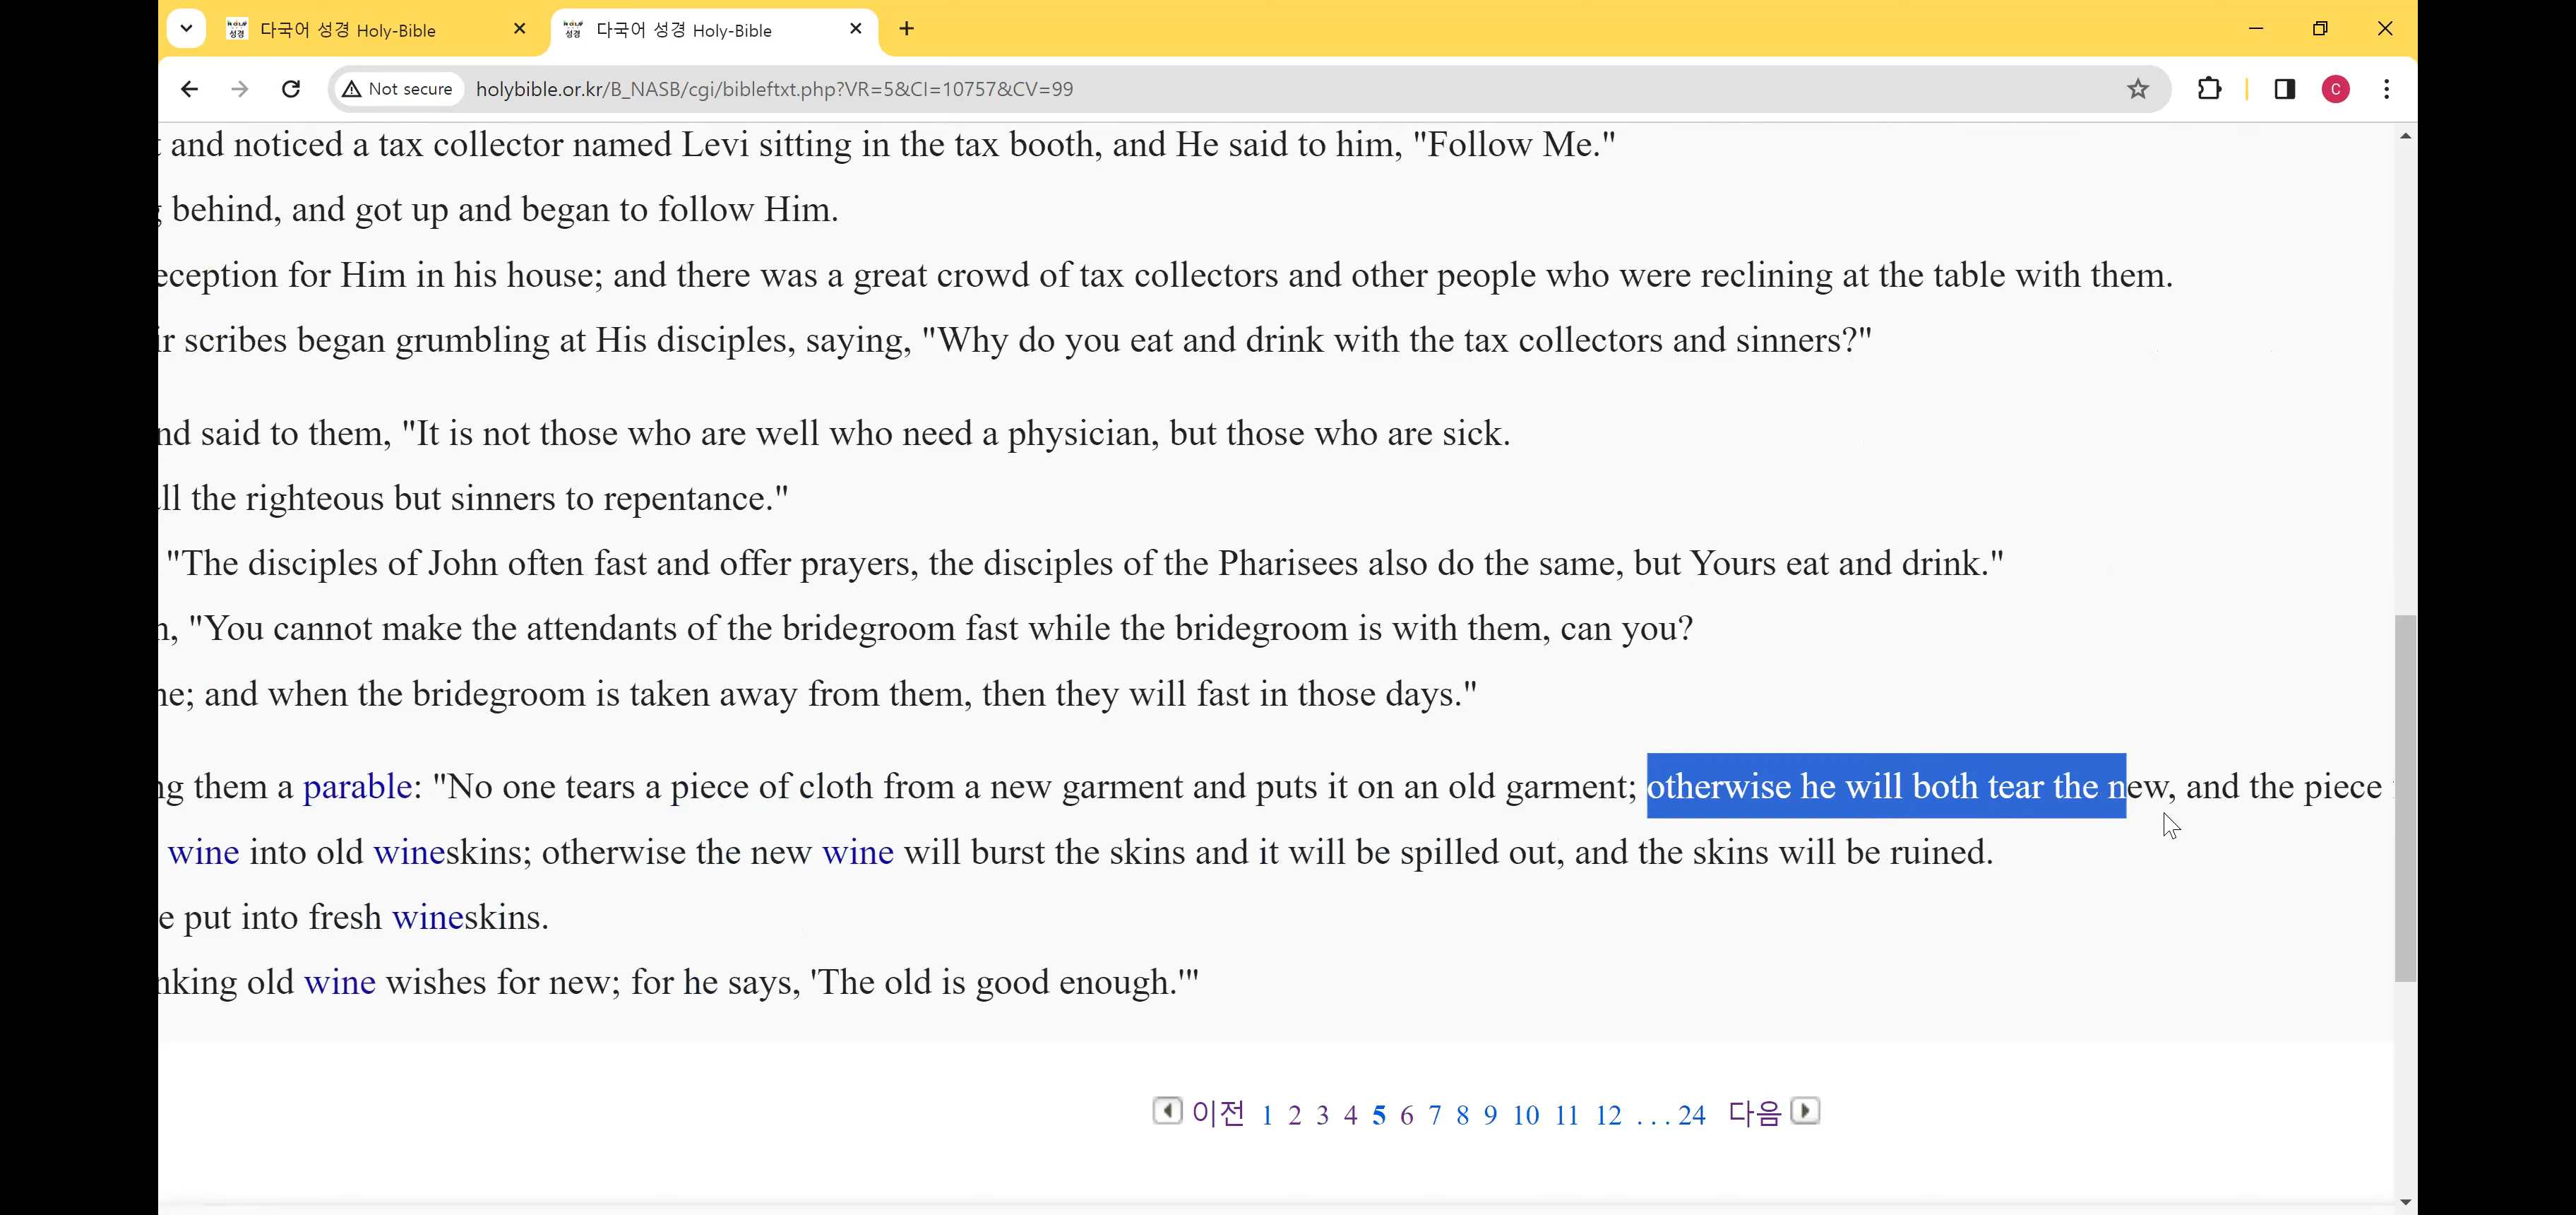 다국어 성경 Holy-Bible
다국어 성경 Holy-Bible
Not secure holybible.or.kr/B_NASB/cgi/bibleftxt.php?VR=5&CI=10757&CV=99
C
and noticed a tax collector named Levi sitting in the tax booth, and He said to him, "Follow Me."
behind, and got up and began to follow Him.
eception for Him in his house; and there was a great crowd of tax collectors and other people who were reclining at the table with them.
ir scribes began grumbling at His disciples, saying, "Why do you eat and drink with the tax collectors and sinners?"
nd said to them, "It is not those who are well who need a physician, but those who are sick.
ll the righteous but sinners to repentance."
"The disciples of John often fast and offer prayers, the disciples of the Pharisees also do the same, but Yours eat and drink."
, "You cannot make the attendants of the bridegroom fast while the bridegroom is with them, can you?
e; and when the bridegroom is taken away from them, then they will fast in those days."
ng them a parable: "No one tears a piece of cloth from a new garment and puts it on an old garment; otherwise he will both tear the new, and the piece
wine into old wineskins; otherwise the new wine will burst the skins and it will be spilled out, and the skins will be ruined.
e put into fresh wineskins.
nking old wine wishes for new; for he says, 'The old is good enough.'"
이전 1 2 3 4 5 6 7 8 9 10 11 12 ... 24 다음